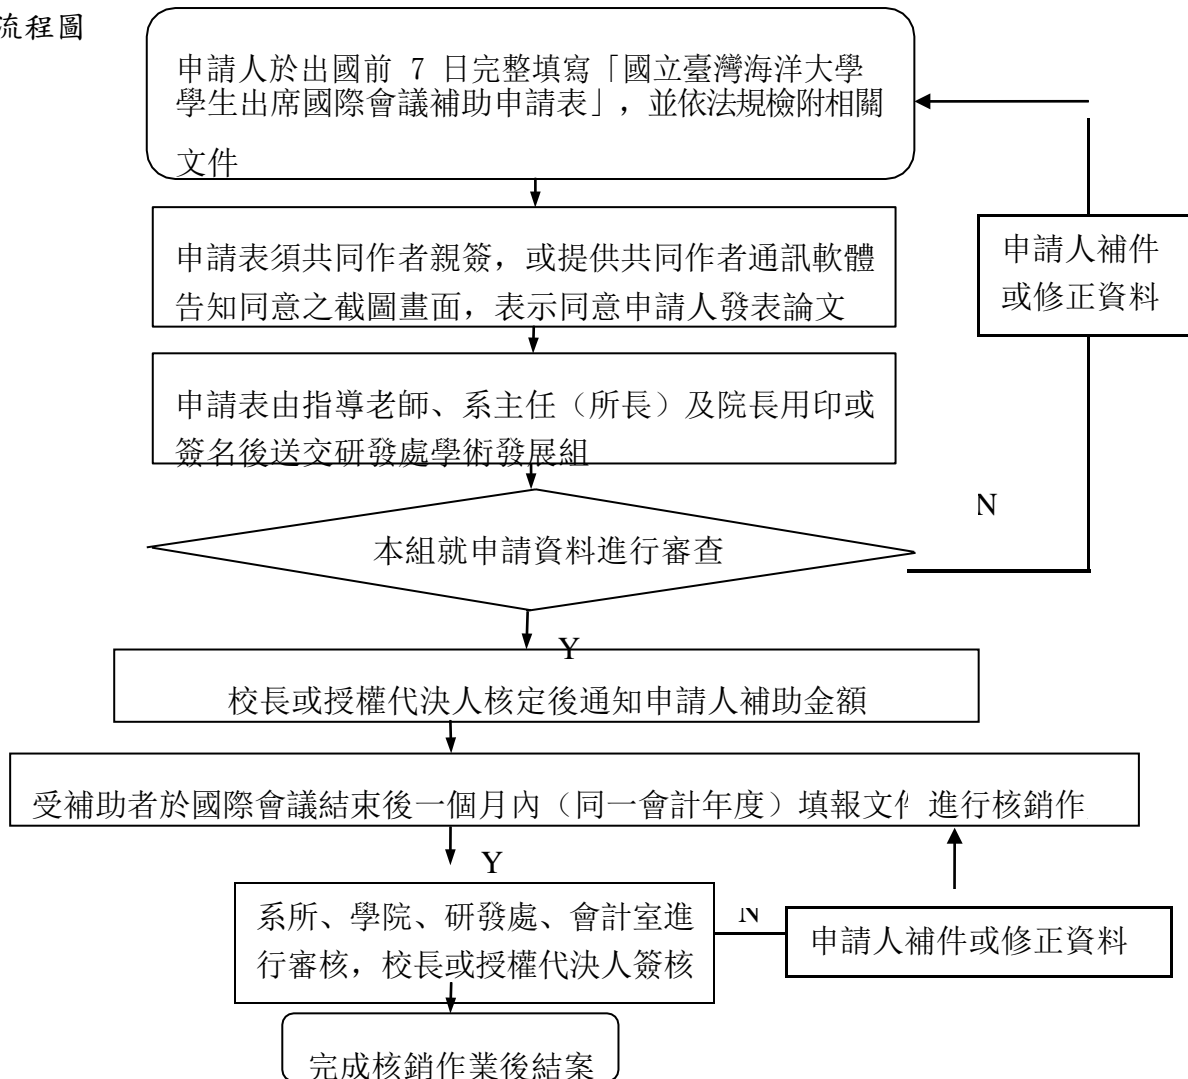 流程圖
申請人於出國前 7 日完整填寫「國立臺灣海洋大學
學生出席國際會議補助申請表」，並依法規檢附相關
文件
申請表須共同作者親簽，或提供共同作者通訊軟體
告知同意之截圖畫面，表示同意申請人發表論文
申請人補件
或修正資料
申請表由指導老師、系主任（所長）及院長用印或
簽名後送交研發處學術發展組
N
本組就申請資料進行審查
Y
校長或授權代決人核定後通知申請人補助金額
受補助者於國際會議結束後一個月內（同一會計年度）填報文件 進行核銷作
Y
系所、學院、研發處、會計室進
行審核，校長或授權代決人簽核
N
申請人補件或修正資料
完成核銷作業後結案